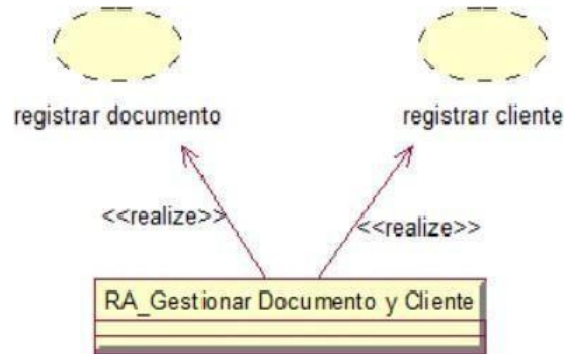 registrar documento
registrar cliente
<<realize>>
<<realize>>
RA_Gestionar Documento y Cliente